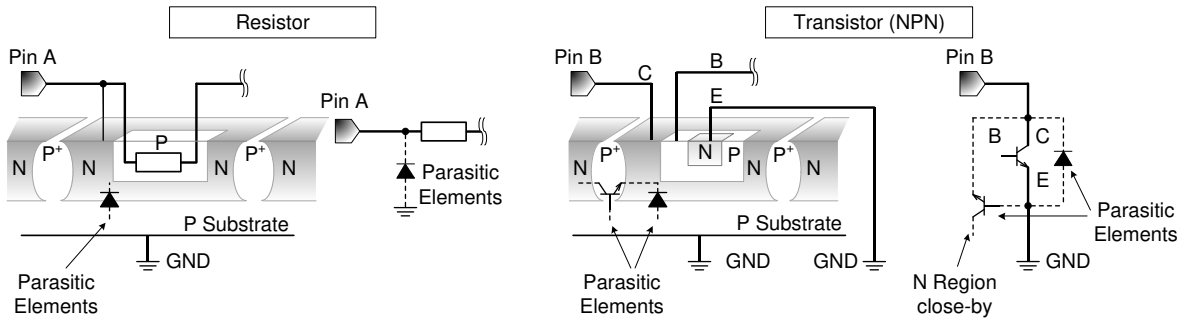 Resistor
Transistor (NPN)
Pin A
Pin B
C
B
E
Pin B
Pin A
B
C
E
N
P+
N
P
P+
N
N
N
P+
N
N
P
P+
N
N
Parasitic
Elements
P Substrate
GND
Parasitic
Elements
P Substrate
GND
GND
Parasitic
Elements
Parasitic
Elements
GND
N Region
close-by